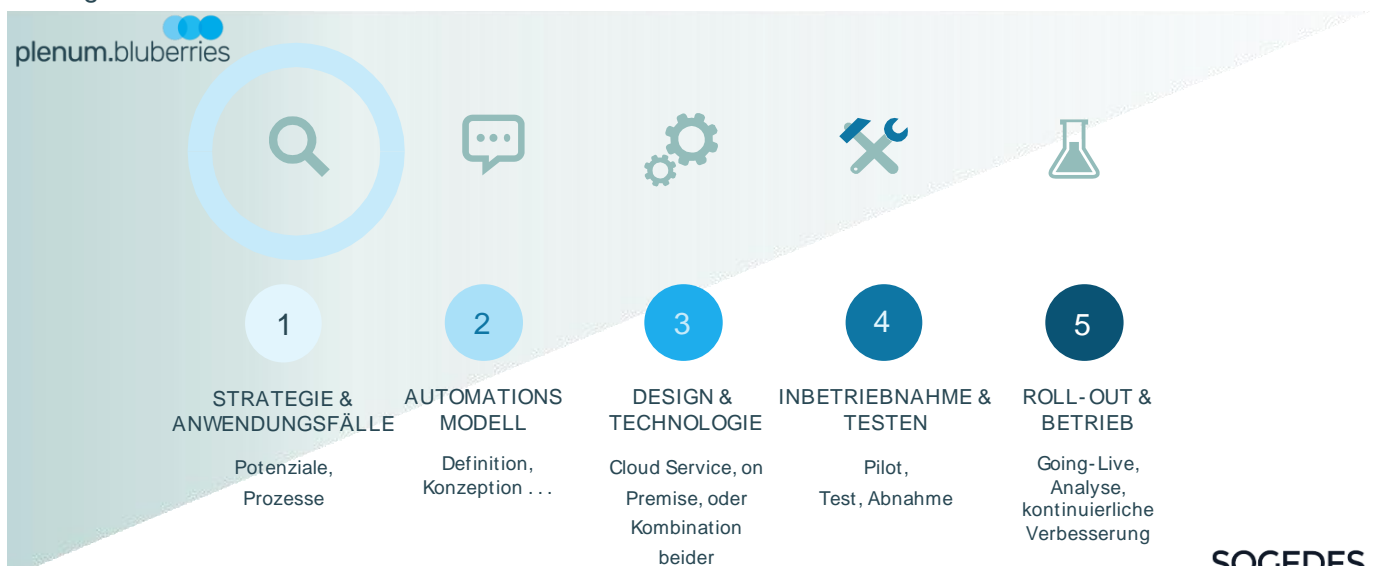 plenum.bluberries
1
2
3
4
5
STRATEGIE &
ANWENDUNGSFÄLLE
Potenziale,
Prozesse
AUTOMATIONS
MODELL
Definition,
Konzeption . . .
DESIGN &
TECHNOLOGIE
Cloud Service, on
Premise, oder
Kombination
beider
INBETRIEBNAHME &
TESTEN
Pilot,
Test, Abnahme
ROLL-OUT &
BETRIEB
Going-Live,
Analyse,
kontinuierliche
Verbesserung
SOGEDES